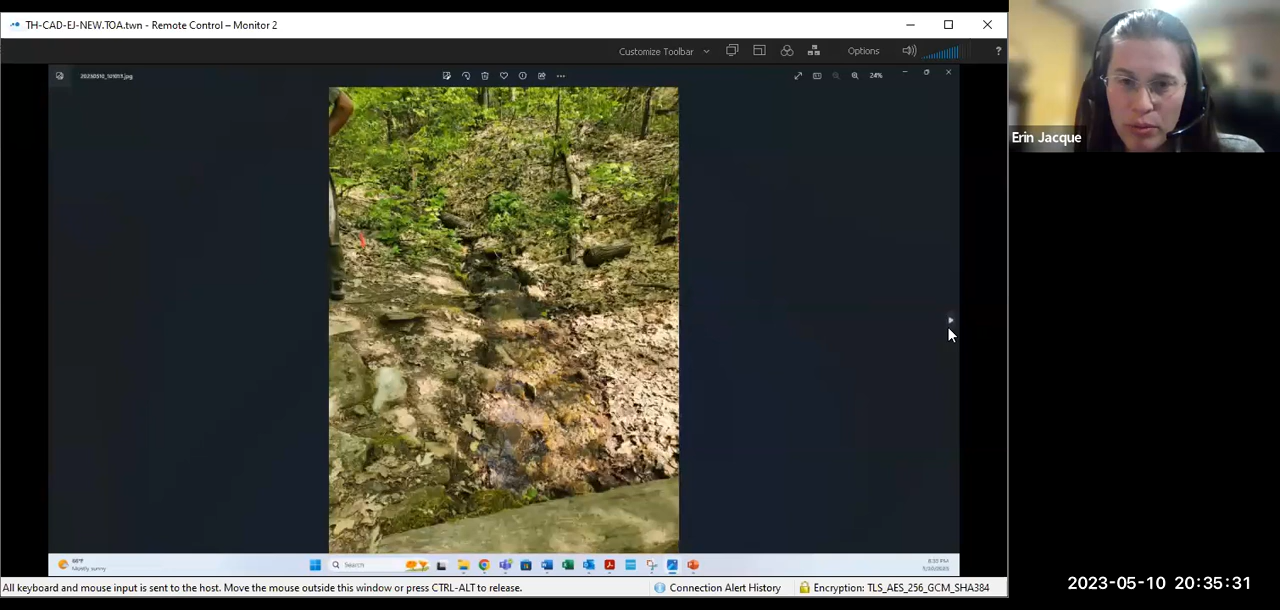 TH-CAD-EJ-NEW.TOA.twn - Remote Control – Monitor 2
Customize Toolbar
Options
?
24%
Erin Jacque
Mostly sunny
Search
All keyboard and mouse input is sent to the host. Move the mouse outside this window or press CTRL-ALT to release.
Connection Alert History
Encryption: TLS_AES_256_GCM_SHA384
2023-05-10 20:35:31